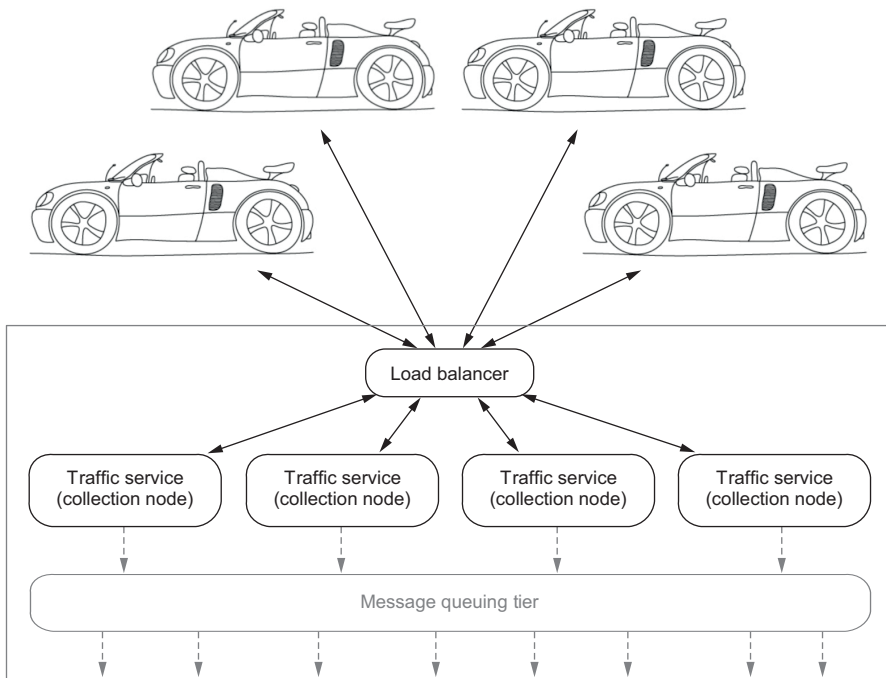 Load balancer
Traffic service
(collection node)
Traffic service
(collection node)
Traffic service
(collection node)
Traffic service
(collection node)
Message queuing tier